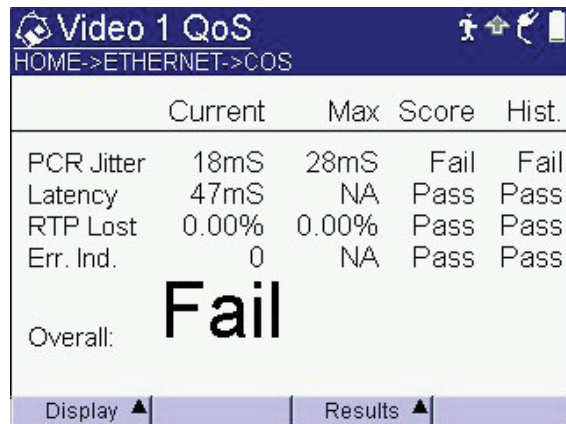 Video 1 QoS
HOME->ETHERNET->COS
Current Max Score Hist.
PCR Jitter 18mS 28mS Fail Fail
Latency 47mS NA Pass Pass
RTP Lost 0.00% 0.00% Pass Pass
Err. Ind. 0 NA Pass Pass
Overall: Fail
Display ▲ Results ▲